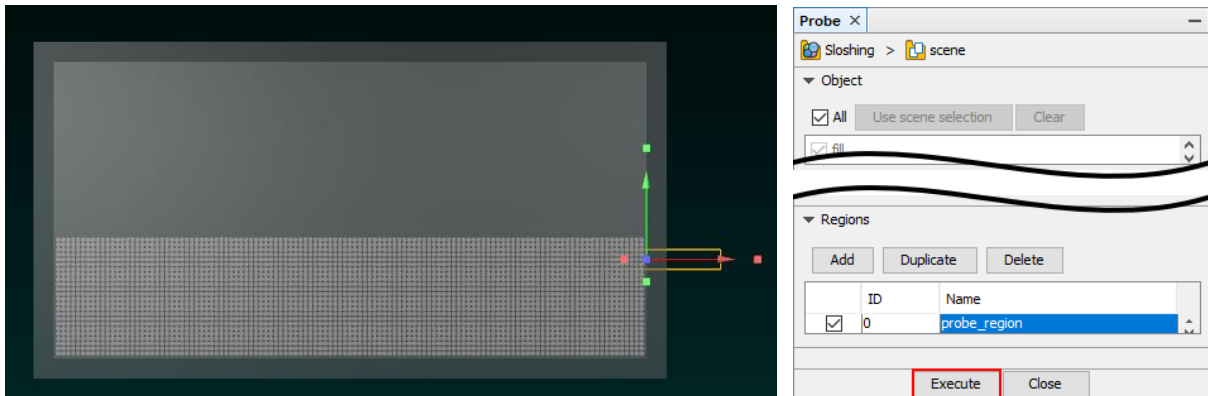 Probe ×
Sloshing > scene
Object
All Use scene selection Clear
fill
Regions
Add Duplicate Delete
ID Name
0 probe_region
Execute Close